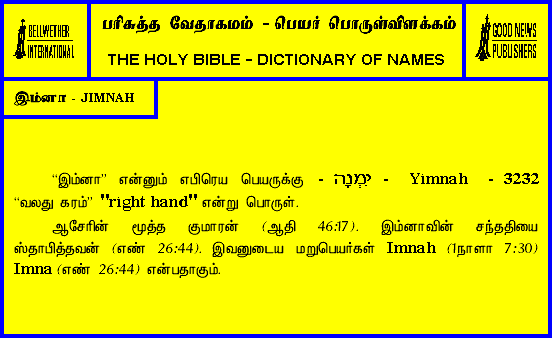 BELLWETHER
INTERNATIONAL
பரிசுத்த வேதாகமம் - பெயர் பொருள்விளக்கம்
THE HOLY BIBLE - DICTIONARY OF NAMES
GOOD NEWS
PUBLISHERS
இம்னா - JIMNAH
“இம்னா” என்னும் எபிரெய பெயருக்கு - יִמְנָה - Yimnah - 3232
“வலது கரம்” "right hand" என்று பொருள்.
ஆசேரின் மூத்த குமாரன் (ஆதி 46:17). இம்னாவின் சந்ததியை
ஸ்தாபித்தவன் (எண் 26:44). இவனுடைய மறுபெயர்கள் Imnah (1நாளா 7:30)
Imna (எண் 26:44) என்பதாகும்.